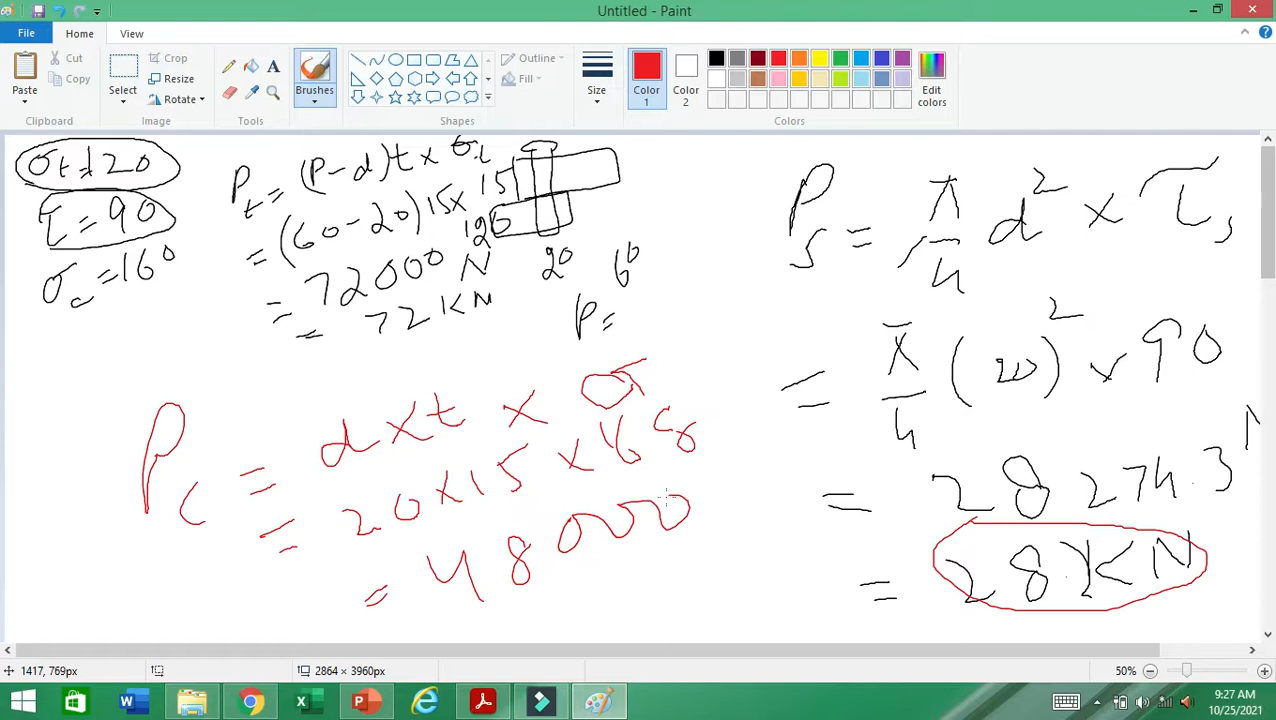 Untitled - Paint
File
Home
View
Paste
Cut
Copy
Clipboard
Select
Crop
Resize
Rotate
Image
Tools
Brushes
Shapes
Outline
Fill
Size
Color 1
Color 2
Edit colors
Colors
σt = 120
τ = 90
σc = 160
Pt = (P-d)t x σt
= (60-20)15x 120
= 72000 N
= 72KN
15
20 60
P=
Ps = π/4 d² x τs
= π/4 (20)² x 90
= 28274.3 N
= 28 KN
Pc = d x t x σc
= 20 x 15 x 160
= 48000
1417, 769px
2864 × 3960px
50%
9:27 AM
10/25/2021